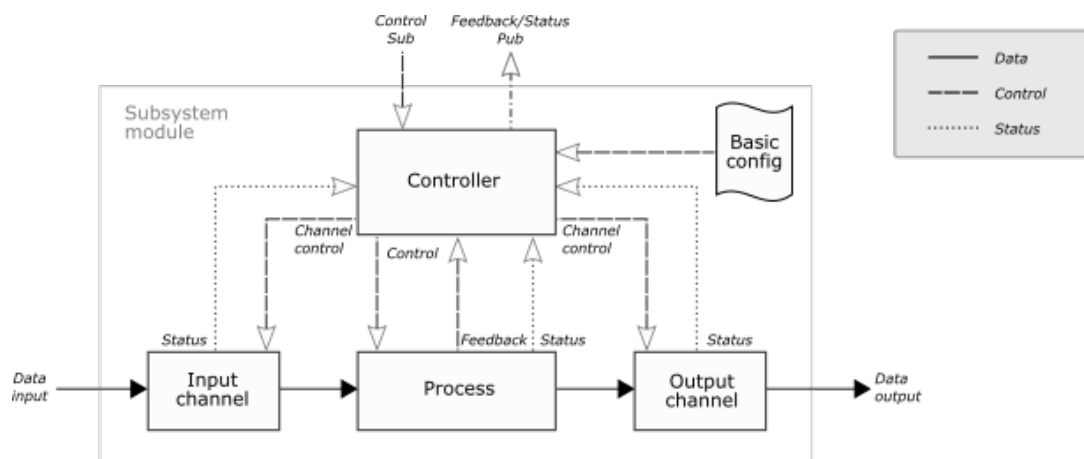 Control
Sub
Feedback/Status
Pub
Data
Control
Status
Subsystem
module
Basic
config
Controller
Channel
control
Control
Channel
control
Status
Feedback
Status
Status
Data
input
Input
channel
Process
Output
channel
Data
output